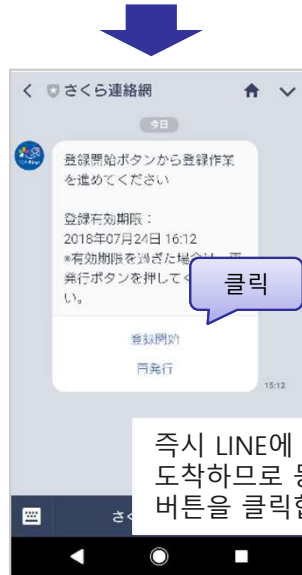 さくら連絡網
今日
登録開始ボタンから登録作業
を進めてください
登録有効期限：
2018年07月24日 16:12
*有効期限を過ぎた場合は、再
発行ボタンを押してく
い。
클릭
登録開始
再発行
15:12
즉시 LINE에
도착하므로
버튼을 클릭합
さく